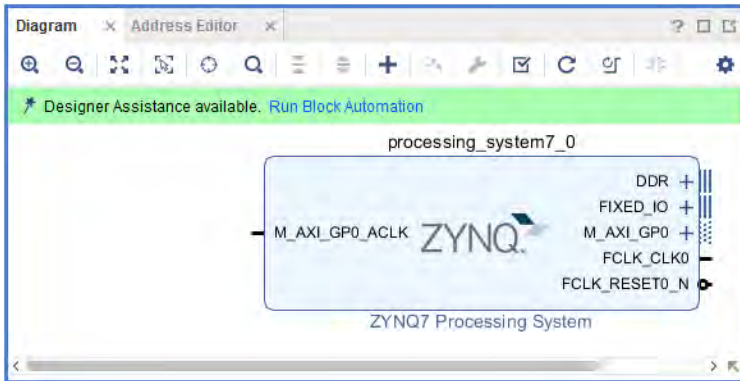 Diagram
Address Editor
Designer Assistance available. Run Block Automation
processing_system7_0
DDR
FIXED_IO
M_AXI_GP0_ACLK
ZYNQ.
M_AXI_GP0
FCLK_CLK0
FCLK_RESET0_N
ZYNQ7 Processing System